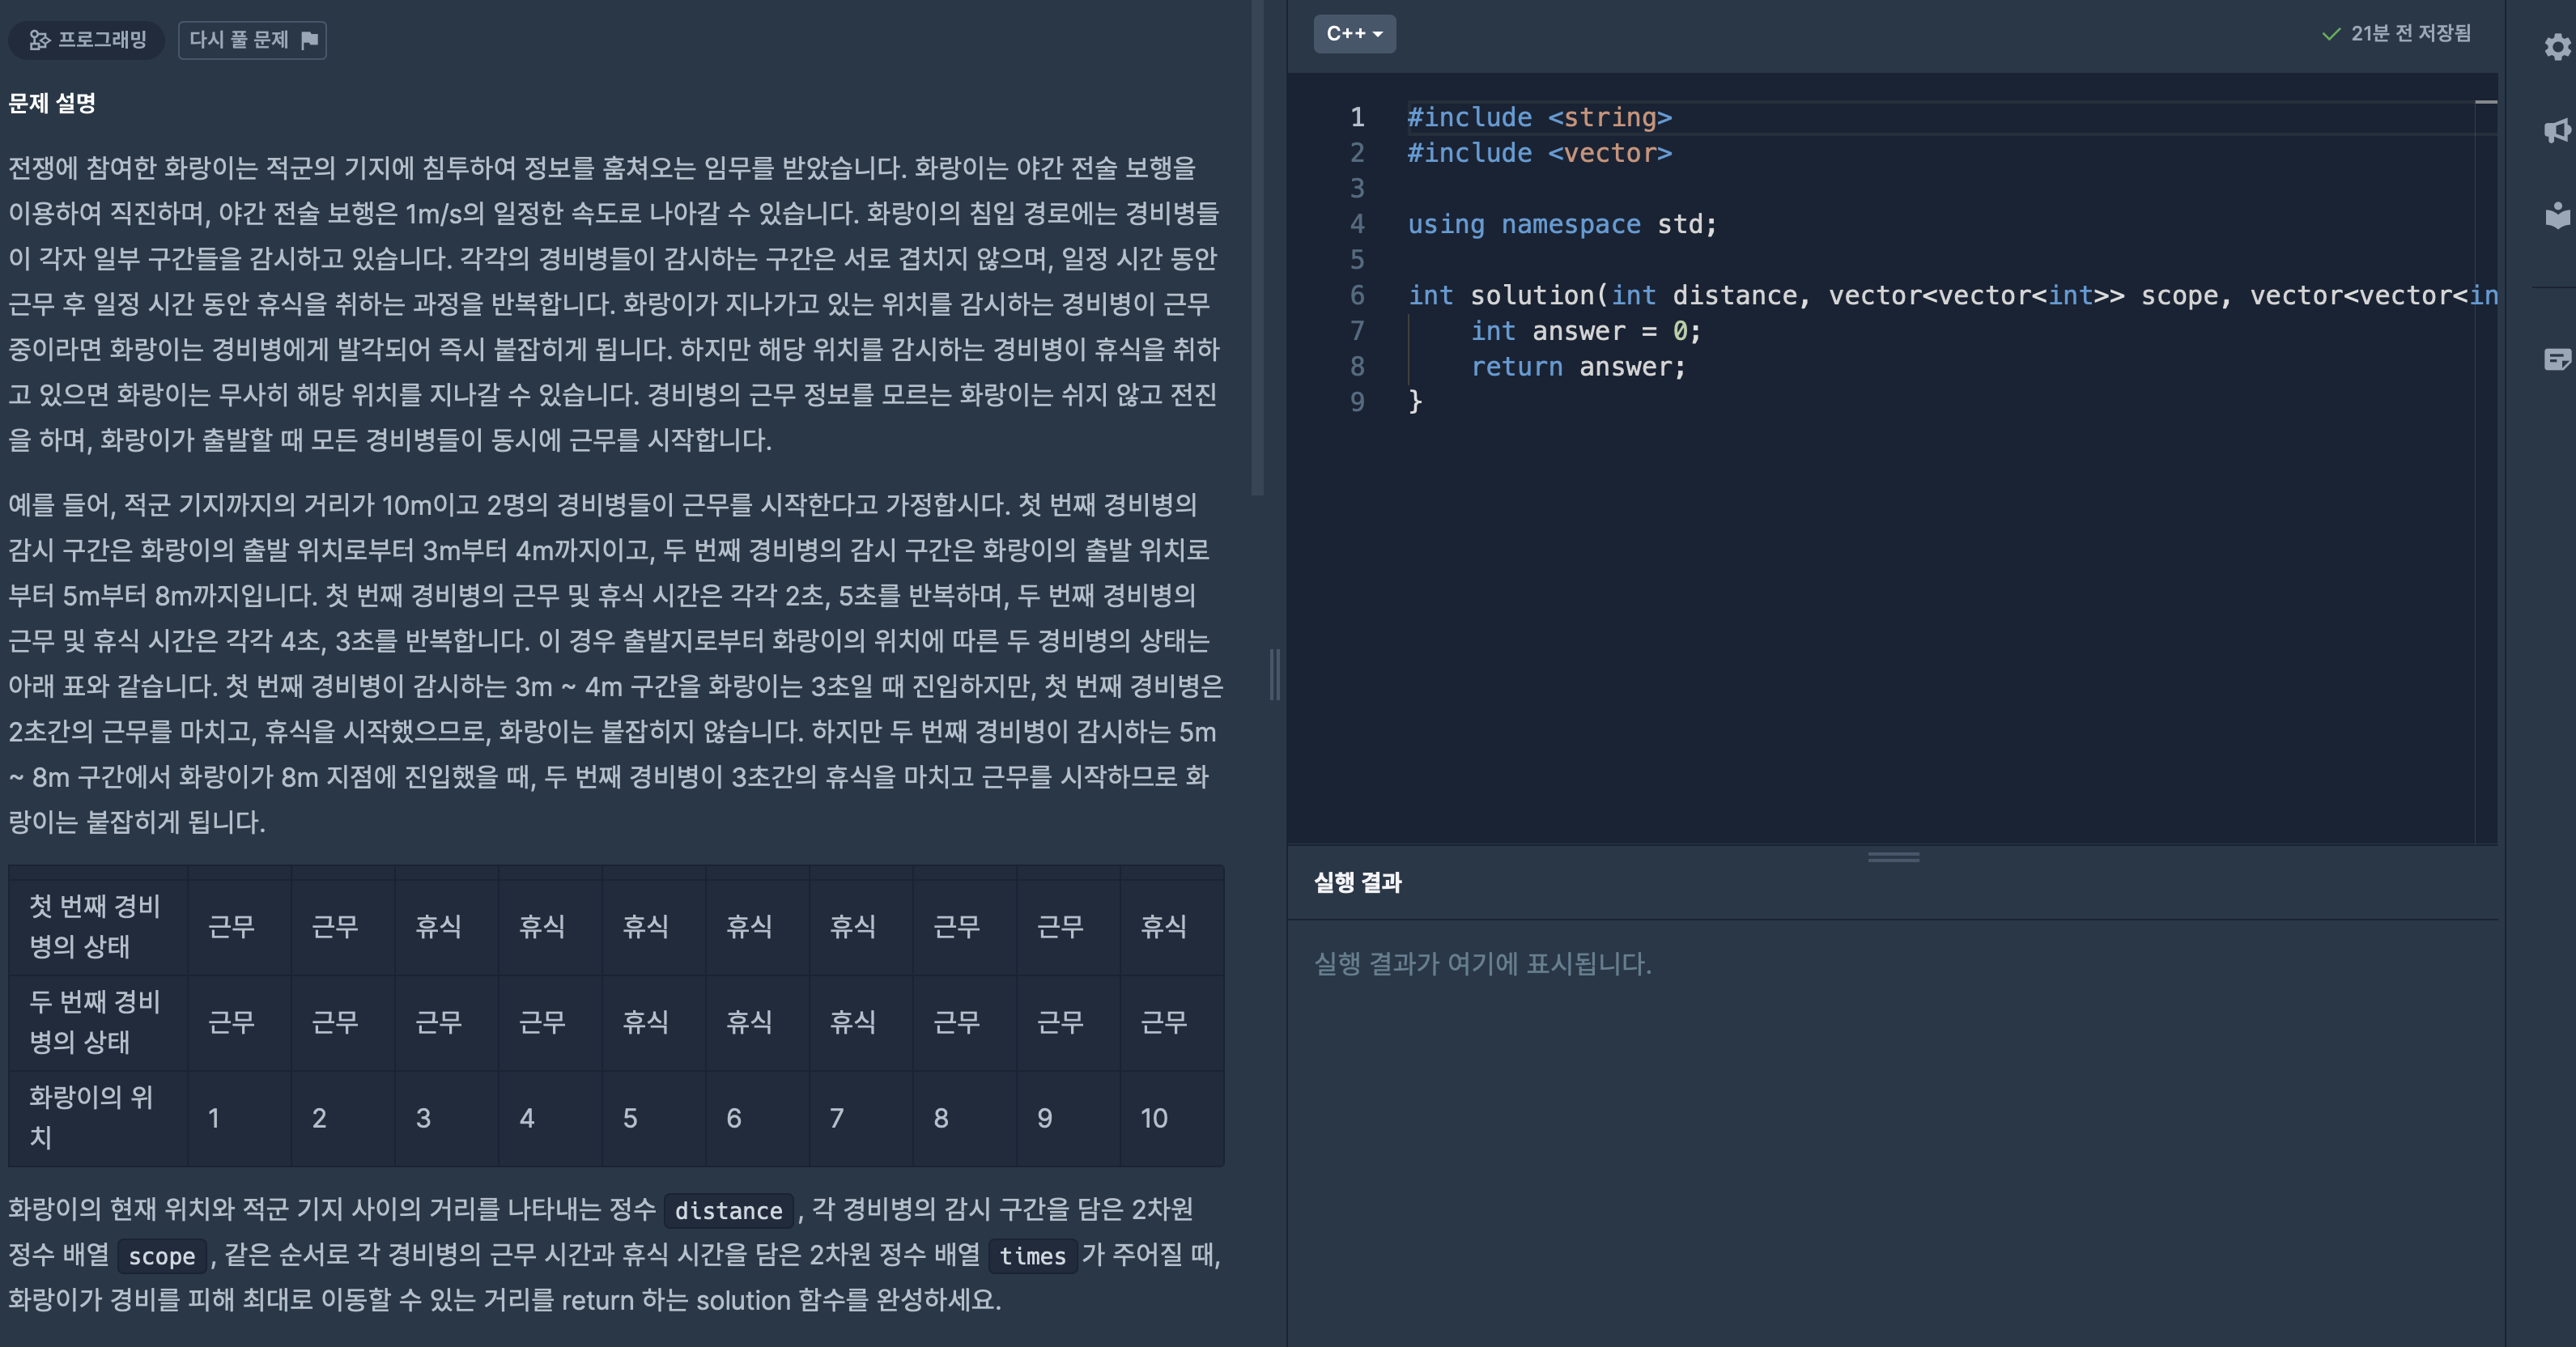 프로그래밍
다시 풀 문제
문제 설명
전쟁에 참여한 화랑이는 적군의 기지에 침투하여 정보를 훔쳐오는 임무를 받았습니다. 화랑이는 야간 전술 보행을
이용하여 직진하며, 야간 전술 보행은 1m/s의 일정한 속도로 나아갈 수 있습니다. 화랑이의 침입 경로에는 경비병들
이 각자 일부 구간들을 감시하고 있습니다. 각각의 경비병들이 감시하는 구간은 서로 겹치지 않으며, 일정 시간 동안
근무 후 일정 시간 동안 휴식을 취하는 과정을 반복합니다. 화랑이가 지나가고 있는 위치를 감시하는 경비병이 근무
중이라면 화랑이는 경비병에게 발각되어 즉시 붙잡히게 됩니다. 하지만 해당 위치를 감시하는 경비병이 휴식을 취하
고 있으면 화랑이는 무사히 해당 위치를 지나갈 수 있습니다. 경비병의 근무 정보를 모르는 화랑이는 쉬지 않고 전진
을 하며, 화랑이가 출발할 때 모든 경비병들이 동시에 근무를 시작합니다.
예를 들어, 적군 기지까지의 거리가 10m이고 2명의 경비병들이 근무를 시작한다고 가정합시다. 첫 번째 경비병의
감시 구간은 화랑이의 출발 위치로부터 3m부터 4m까지이고, 두 번째 경비병의 감시 구간은 화랑이의 출발 위치로
부터 5m부터 8m까지입니다. 첫 번째 경비병의 근무 및 휴식 시간은 각각 2초, 5초를 반복하며, 두 번째 경비병의
근무 및 휴식 시간은 각각 4초, 3초를 반복합니다. 이 경우 출발지로부터 화랑이의 위치에 따른 두 경비병의 상태는
아래 표와 같습니다. 첫 번째 경비병이 감시하는 3m ~ 4m 구간을 화랑이는 3초일 때 진입하지만, 첫 번째 경비병은
2초간의 근무를 마치고, 휴식을 시작했으므로, 화랑이는 붙잡히지 않습니다. 하지만 두 번째 경비병이 감시하는 5m
~ 8m 구간에서 화랑이가 8m 지점에 진입했을 때, 두 번째 경비병이 3초간의 휴식을 마치고 근무를 시작하므로 화
랑이는 붙잡히게 됩니다.
첫 번째 경비병의 상태 근무 근무 휴식 휴식 휴식 휴식 휴식 근무 근무 휴식
두 번째 경비병의 상태 근무 근무 근무 근무 휴식 휴식 휴식 근무 근무 근무
화랑이의 위치 1 2 3 4 5 6 7 8 9 10
화랑이의 현재 위치와 적군 기지 사이의 거리를 나타내는 정수 distance , 각 경비병의 감시 구간을 담은 2차원
정수 배열 scope , 같은 순서로 각 경비병의 근무 시간과 휴식 시간을 담은 2차원 정수 배열 times 가 주어질 때,
화랑이가 경비를 피해 최대로 이동할 수 있는 거리를 return 하는 solution 함수를 완성하세요.
C++
21분 전 저장됨
1 #include <string>
2 #include <vector>
3
4 using namespace std;
5
6 int solution(int distance, vector<vector<int>> scope, vector<vector<in
7 int answer = 0;
8 return answer;
9 }
실행 결과
실행 결과가 여기에 표시됩니다.